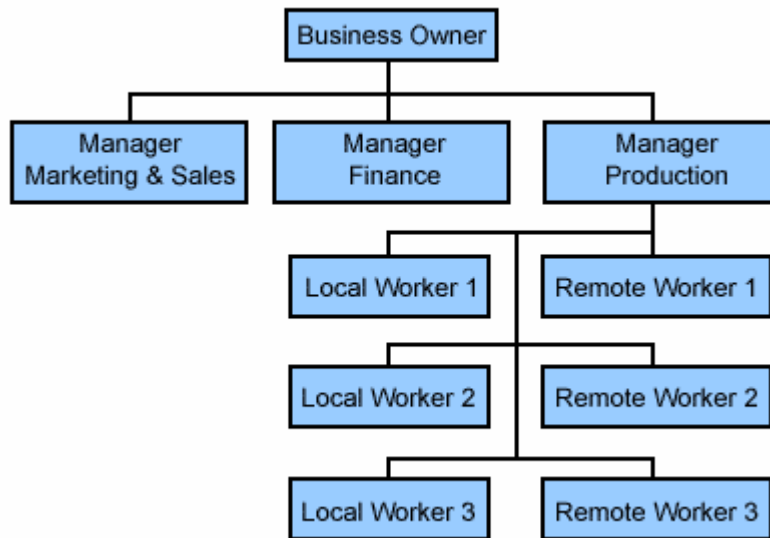 Business Owner
Manager
Marketing & Sales
Manager
Finance
Manager
Production
Local Worker 1
Remote Worker 1
Local Worker 2
Remote Worker 2
Local Worker 3
Remote Worker 3